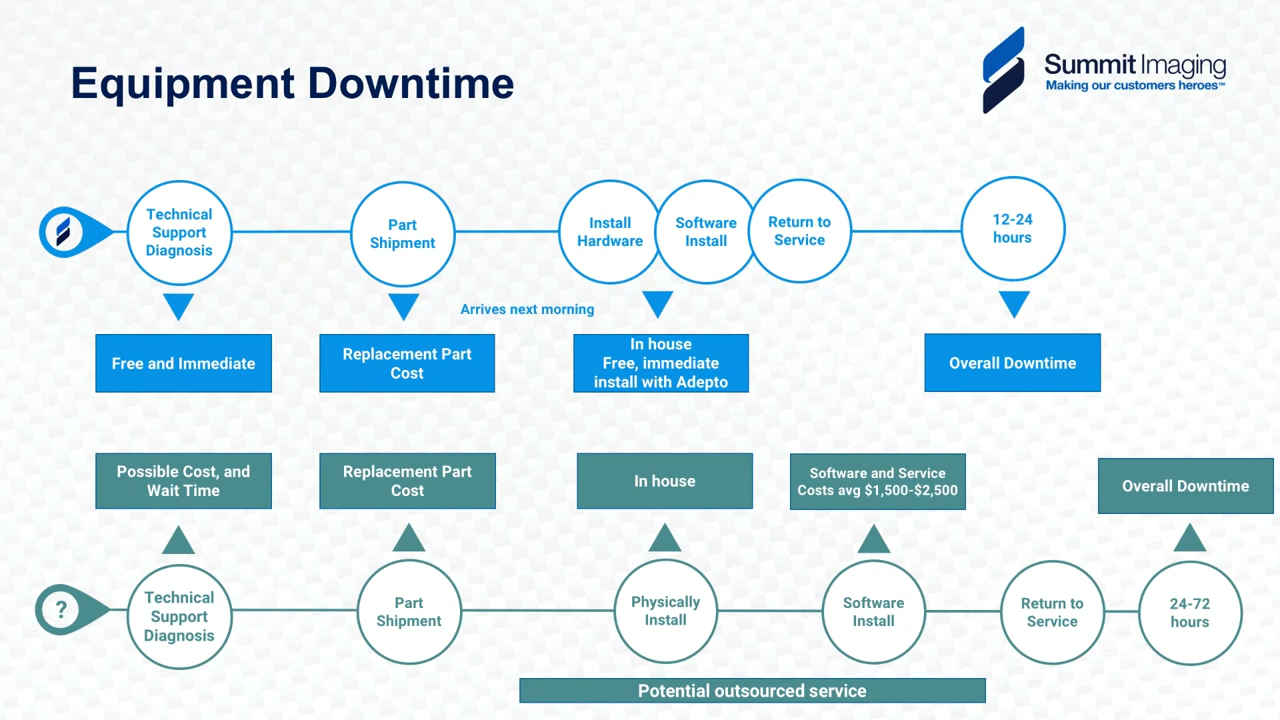 Equipment Downtime
Summit Imaging
Making our customers heroes™
Technical
Support
Diagnosis
Part
Shipment
Install
Hardware
Software
Install
Return to
Service
12-24
hours
Arrives next morning
Free and Immediate
Replacement Part
Cost
In house
Free, immediate
install with Adepto
Overall Downtime
Possible Cost, and
Wait Time
Replacement Part
Cost
In house
Software and Service
Costs avg $1,500-$2,500
Overall Downtime
?
Technical
Support
Diagnosis
Part
Shipment
Physically
Install
Software
Install
Return to
Service
24-72
hours
Potential outsourced service